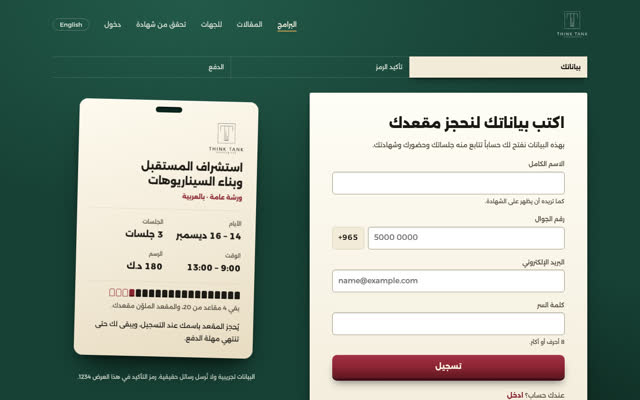 THINK TANK
البرامج
المقالات
للجهات
تحقق من شهادة
دخول
English
بياناتك
تأكيد الرمز
الدفع
اكتب بياناتك لنحجز مقعدك
بهذه البيانات نفتح لك حساباً تتابع منه جلساتك وحضورك وشهادتك.
الاسم الكامل
كما تريده أن يظهر على الشهادة.
رقم الجوال
+965
5000 0000
البريد الإلكتروني
name@example.com
كلمة السر
8 أحرف أو أكثر.
تسجيل
عندك حساب؟ ادخل
THINK TANK
استشراف المستقبل
وبناء السيناريوهات
ورشة عامة · بالعربية
الأيام
14 – 16 ديسمبر
الجلسات
3 جلسات
الوقت
9:00 – 13:00
الرسم
180 د.ك
بقي 4 مقاعد من 20، والمقعد الملوّن مقعدك.
يُحجز المقعد باسمك عند التسجيل، ويبقى لك حتى
تنتهي مهلة الدفع.
البيانات تجريبية ولا تُرسل رسائل حقيقية. رمز التأكيد في هذا العرض 1234.